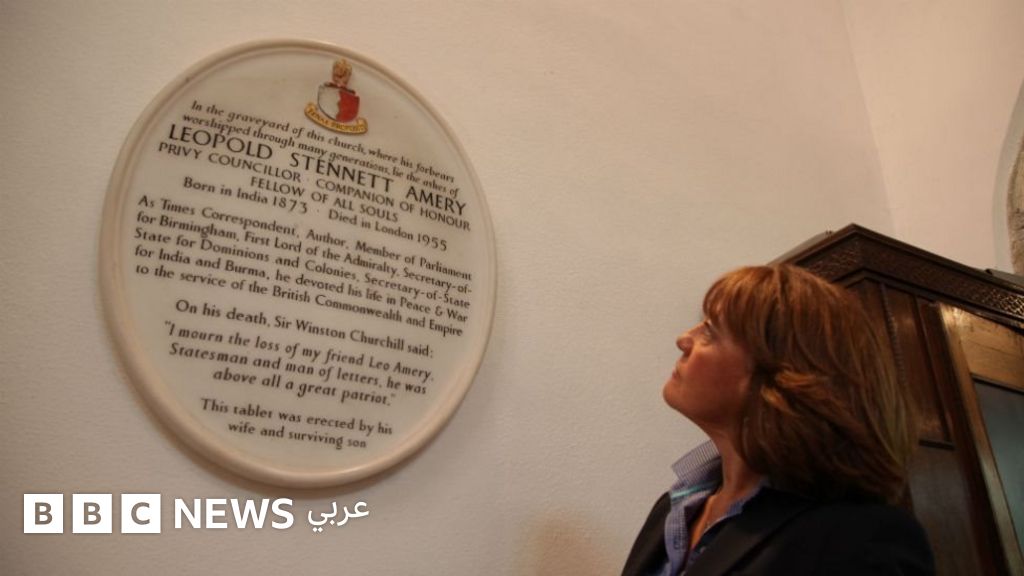 TENAX PROPOSITI
In the graveyard of this church, where his forbears
worshipped through many generations, lie the ashes of
LEOPOLD STENNETT AMERY
PRIVY COUNCILLOR · COMPANION OF HONOUR
FELLOW OF ALL SOULS
Born in India 1873 · Died in London 1955
As Times Correspondent, Author, Member of Parliament
for Birmingham, First Lord of the Admiralty, Secretary-of-
State for Dominions and Colonies, Secretary-of-State
for India and Burma, he devoted his life in Peace & War
to the service of the British Commonwealth and Empire
On his death, Sir Winston Churchill said:
"I mourn the loss of my friend Leo Amery.
Statesman and man of letters, he was
above all a great patriot."
This tablet was erected by his
wife and surviving son
BBC NEWS عربي